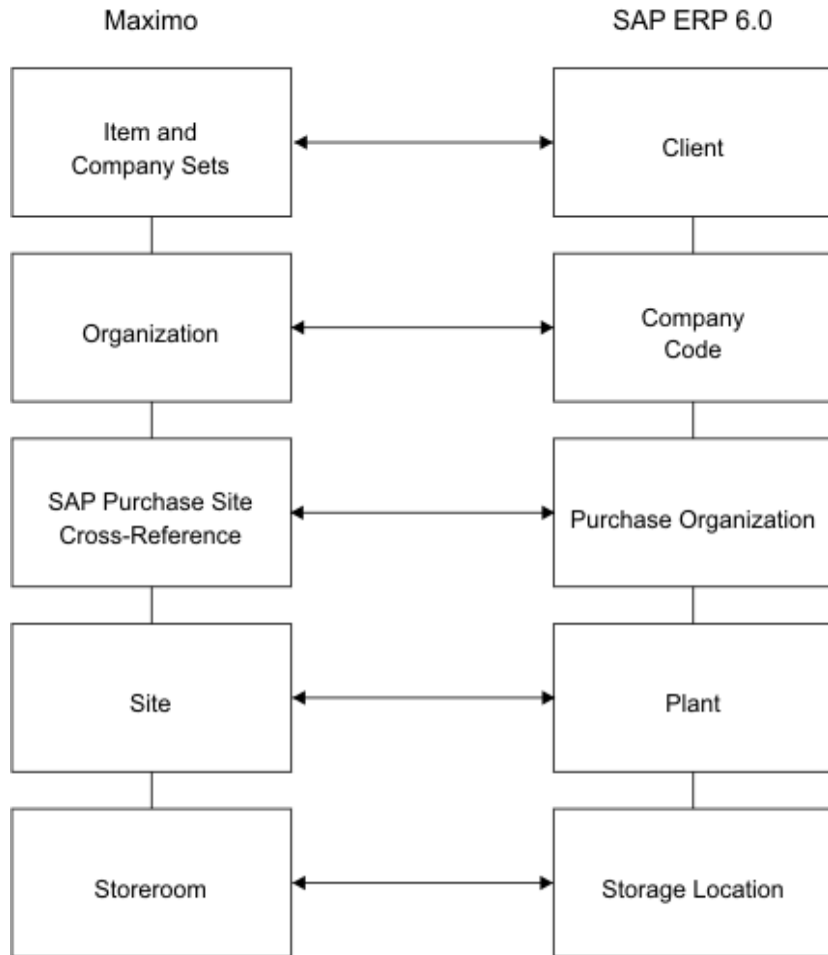 Maximo
SAP ERP 6.0
Item and
Company Sets
Client
Organization
Company
Code
SAP Purchase Site
Cross-Reference
Purchase Organization
Site
Plant
Storeroom
Storage Location